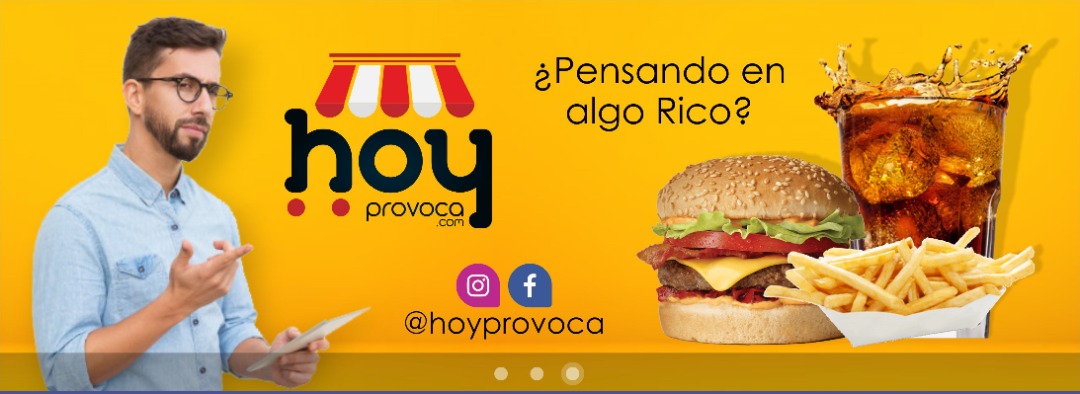 hoy
provoca
.com
¿Pensando en
algo Rico?
@hoyprovoca